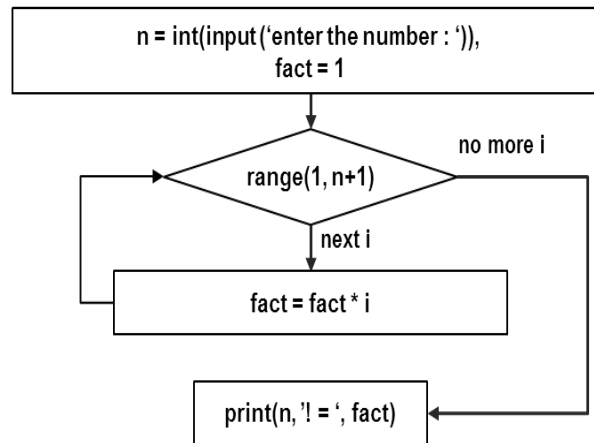 n = int(input(‘enter the number : ‘)),
fact = 1
no more i
range(1, n+1)
next i
fact = fact * i
print(n, ’! = ‘, fact)